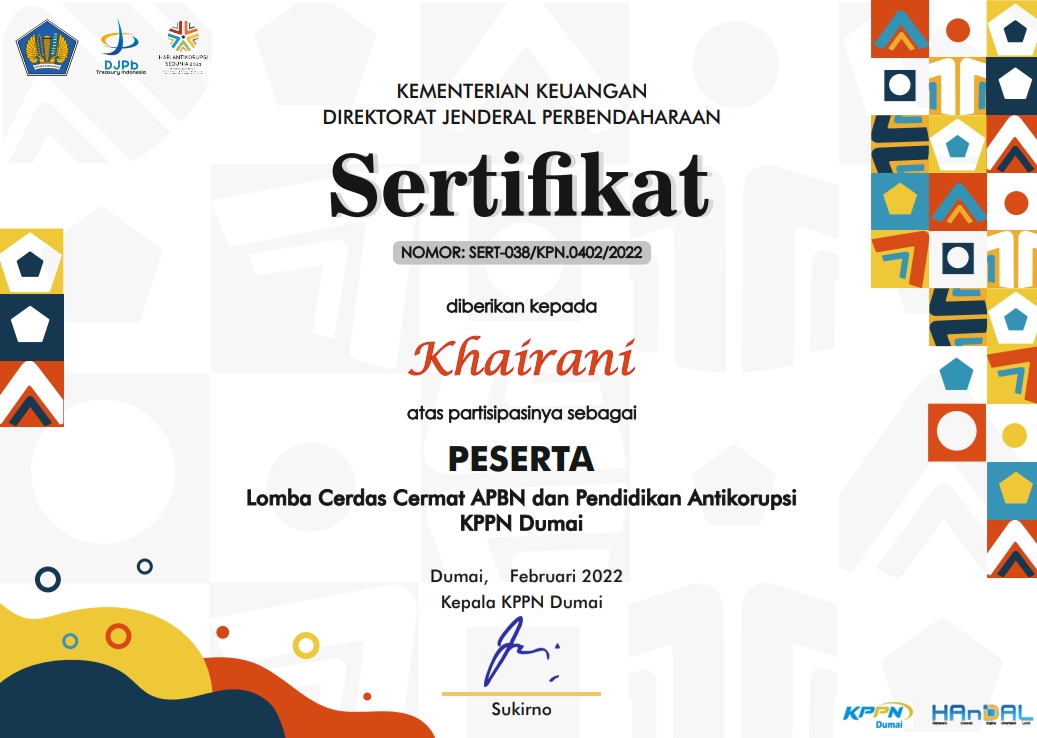 DJPb
Treasury Indonesia
HARI ANTIKORUPSI
SEDUNIA 2021
KEMENTERIAN KEUANGAN
DIREKTORAT JENDERAL PERBENDAHARAAN
Sertifikat
NOMOR: SERT-038/KPN.0402/2022
diberikan kepada
Khairani
atas partisipasinya sebagai
PESERTA
Lomba Cerdas Cermat APBN dan Pendidikan Antikorupsi
KPPN Dumai
Dumai, Februari 2022
Kepala KPPN Dumai
Sukirno
KPPN
Dumai
HAnDAL